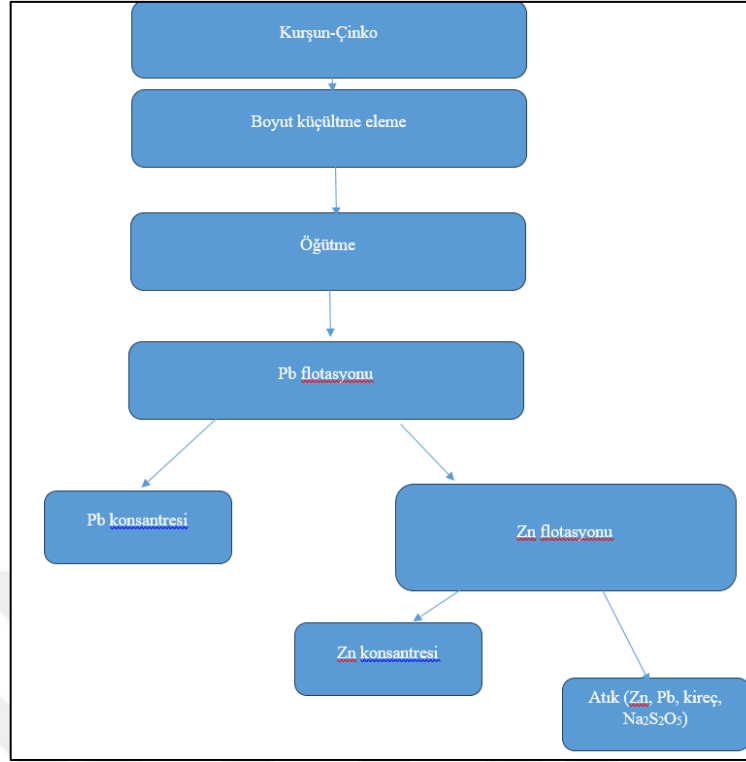 Kurşun-Çinko
Boyut küçültme eleme
Öğütme
Pb flotasyonu
Pb konsantresi
Zn flotasyonu
Zn konsantresi
Atık (Zn, Pb, kireç,
Na₂S₂O₅)